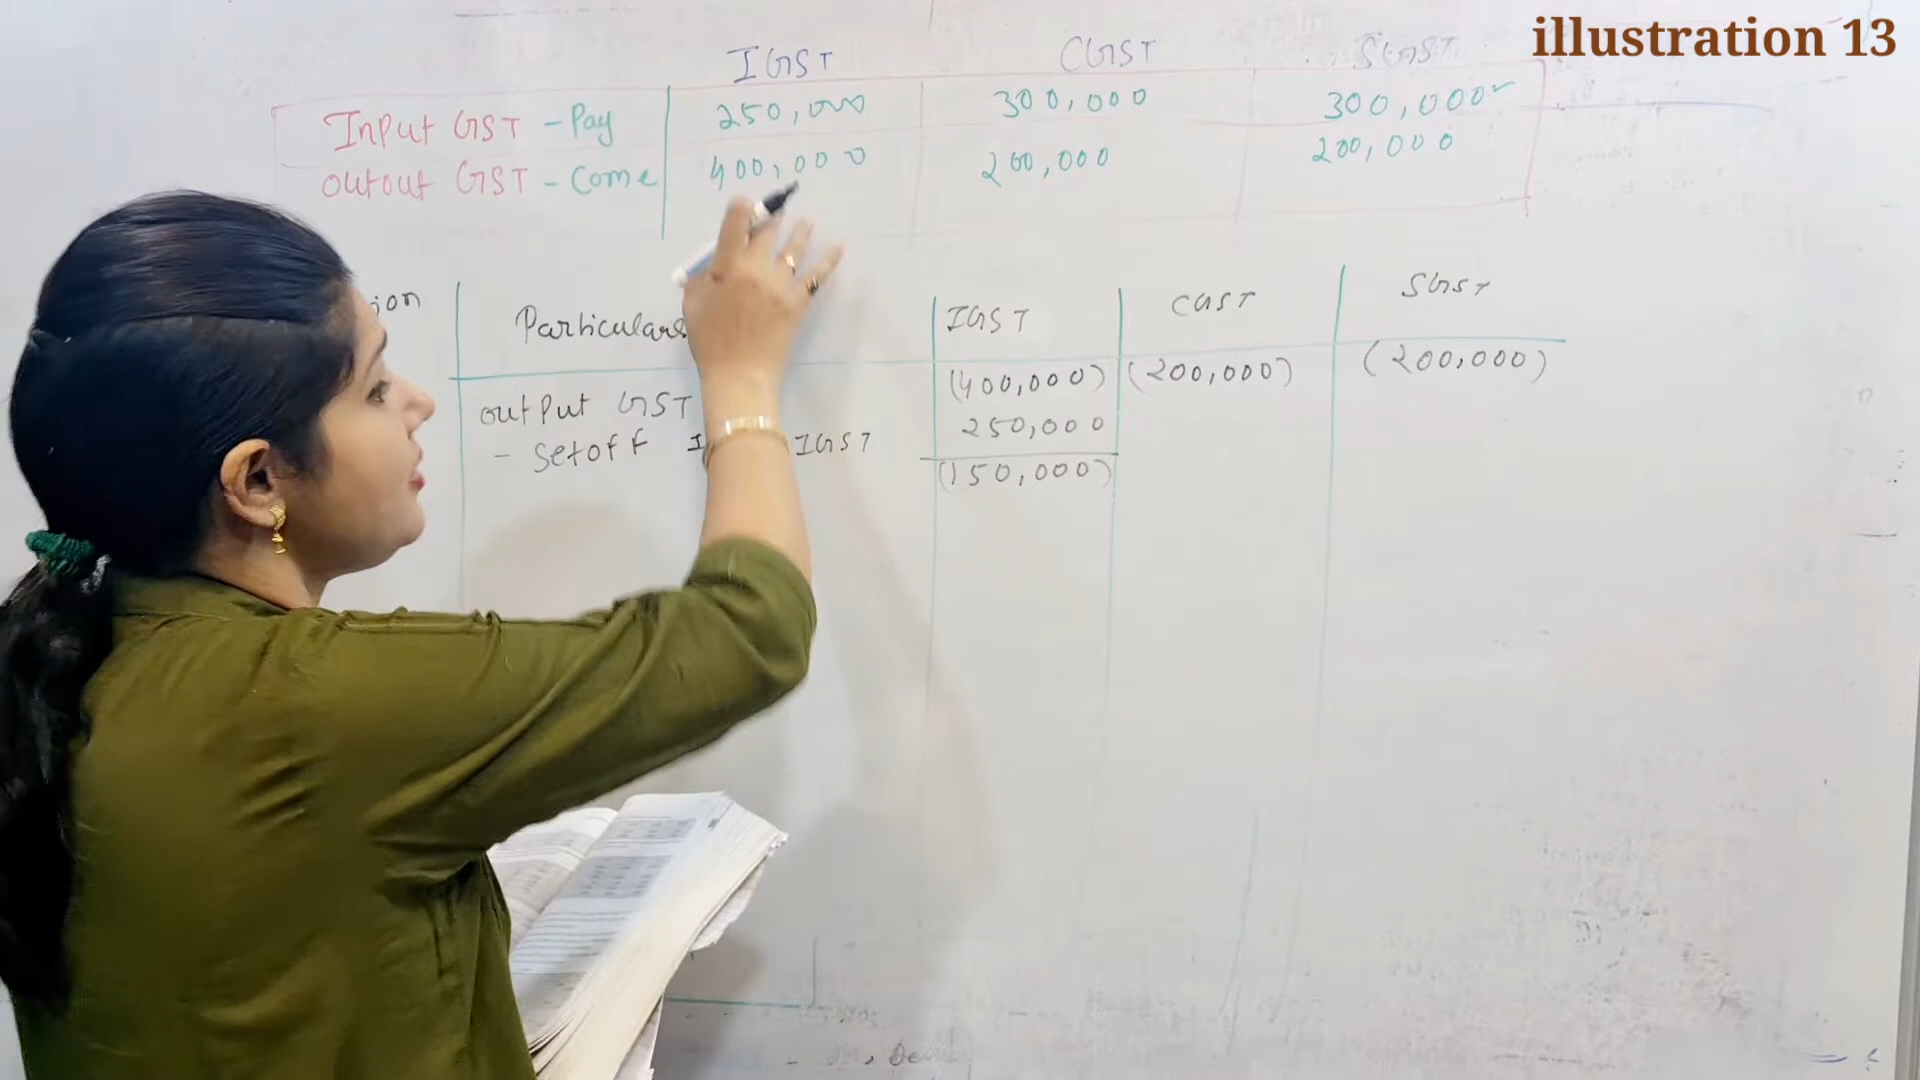 illustration 13
IGST CGST SGST
Input GST - Pay 250,000 300,000 300,000
outout GST - Come 400,000 200,000 200,000
Particulars IGST CGST SGST
output GST (400,000) (200,000) (200,000)
- Setoff IGST 250,000
(150,000)